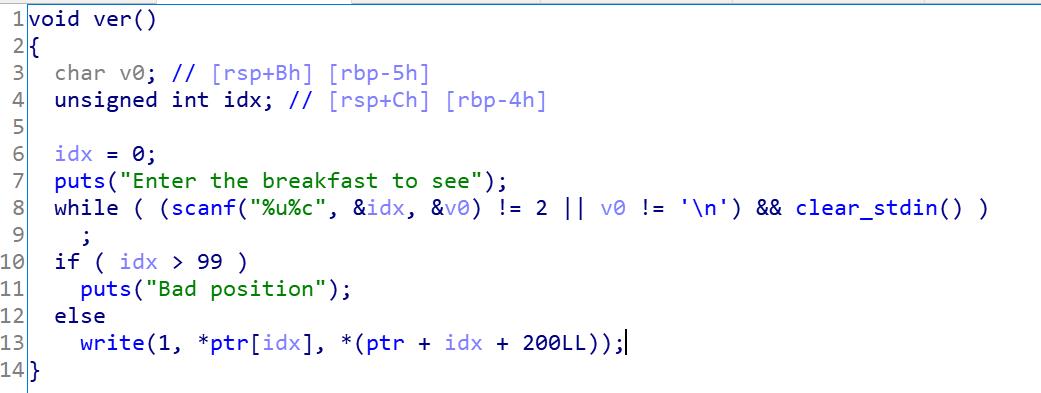 1 void ver()
2 {
3   char v0; // [rsp+Bh] [rbp-5h]
4   unsigned int idx; // [rsp+Ch] [rbp-4h]
5
6   idx = 0;
7   puts("Enter the breakfast to see");
8   while ( (scanf("%u%c", &idx, &v0) != 2 || v0 != '\n') && clear_stdin() )
9     ;
10   if ( idx > 99 )
11     puts("Bad position");
12   else
13     write(1, *ptr[idx], *(ptr + idx + 200LL));
14 }